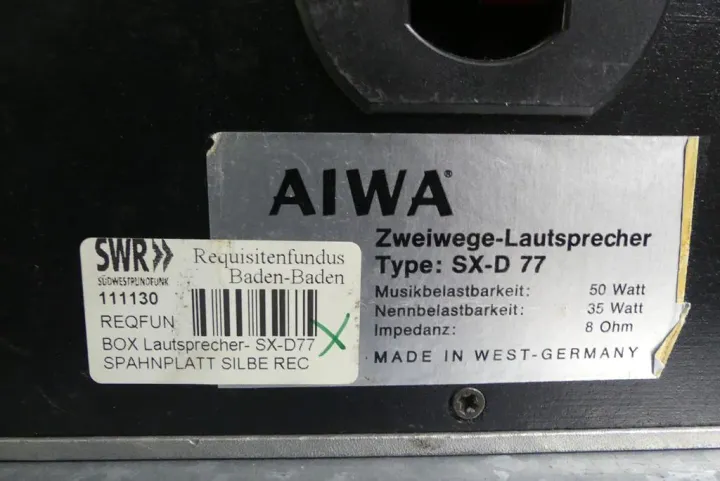 AIWA®
Zweiwege-Lautsprecher
Type: SX-D 77
Musikbelastbarkeit: 50 Watt
Nennbelastbarkeit: 35 Watt
Impedanz: 8 Ohm
MADE IN WEST-GERMANY
SWR»
SÜDWESTRUNDFUNK
111130
Requisitenfundus
Baden-Baden
REQFUN
BOX Lautsprecher- SX-D77
SPAHNPLATT SILBE REC